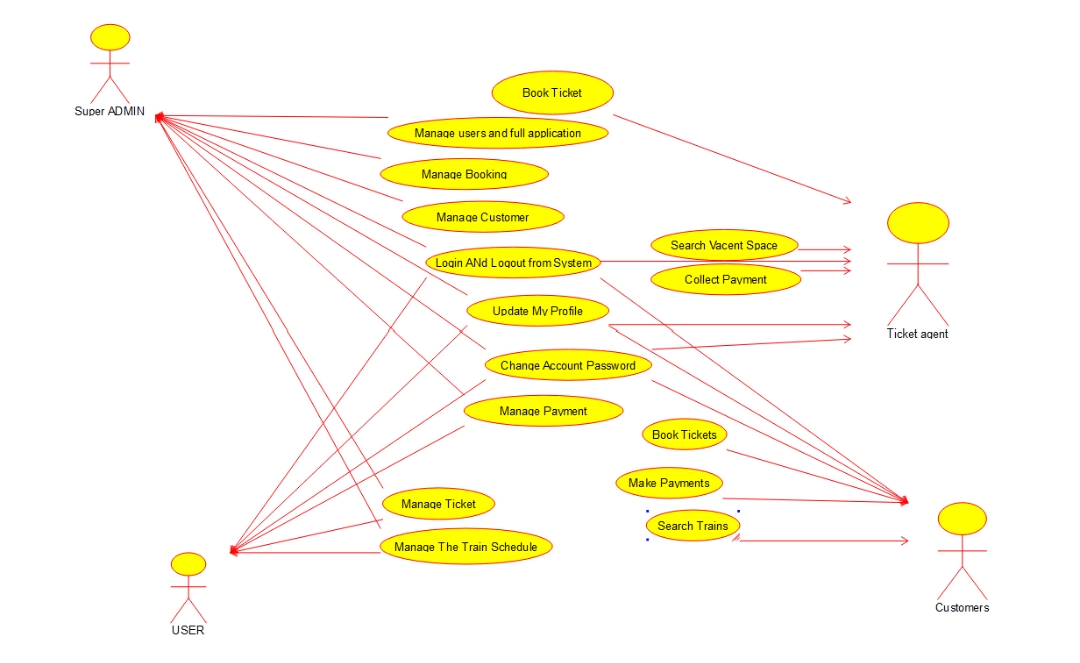 Super ADMIN
Book Ticket
Manage users and full application
Manage Booking
Manage Customer
Search Vacent Space
Login ANd Logout from System
Collect Payment
Update My Profile
Ticket agent
Change Account Password
Manage Payment
Book Tickets
Make Payments
Manage Ticket
Search Trains
Manage The Train Schedule
Customers
USER